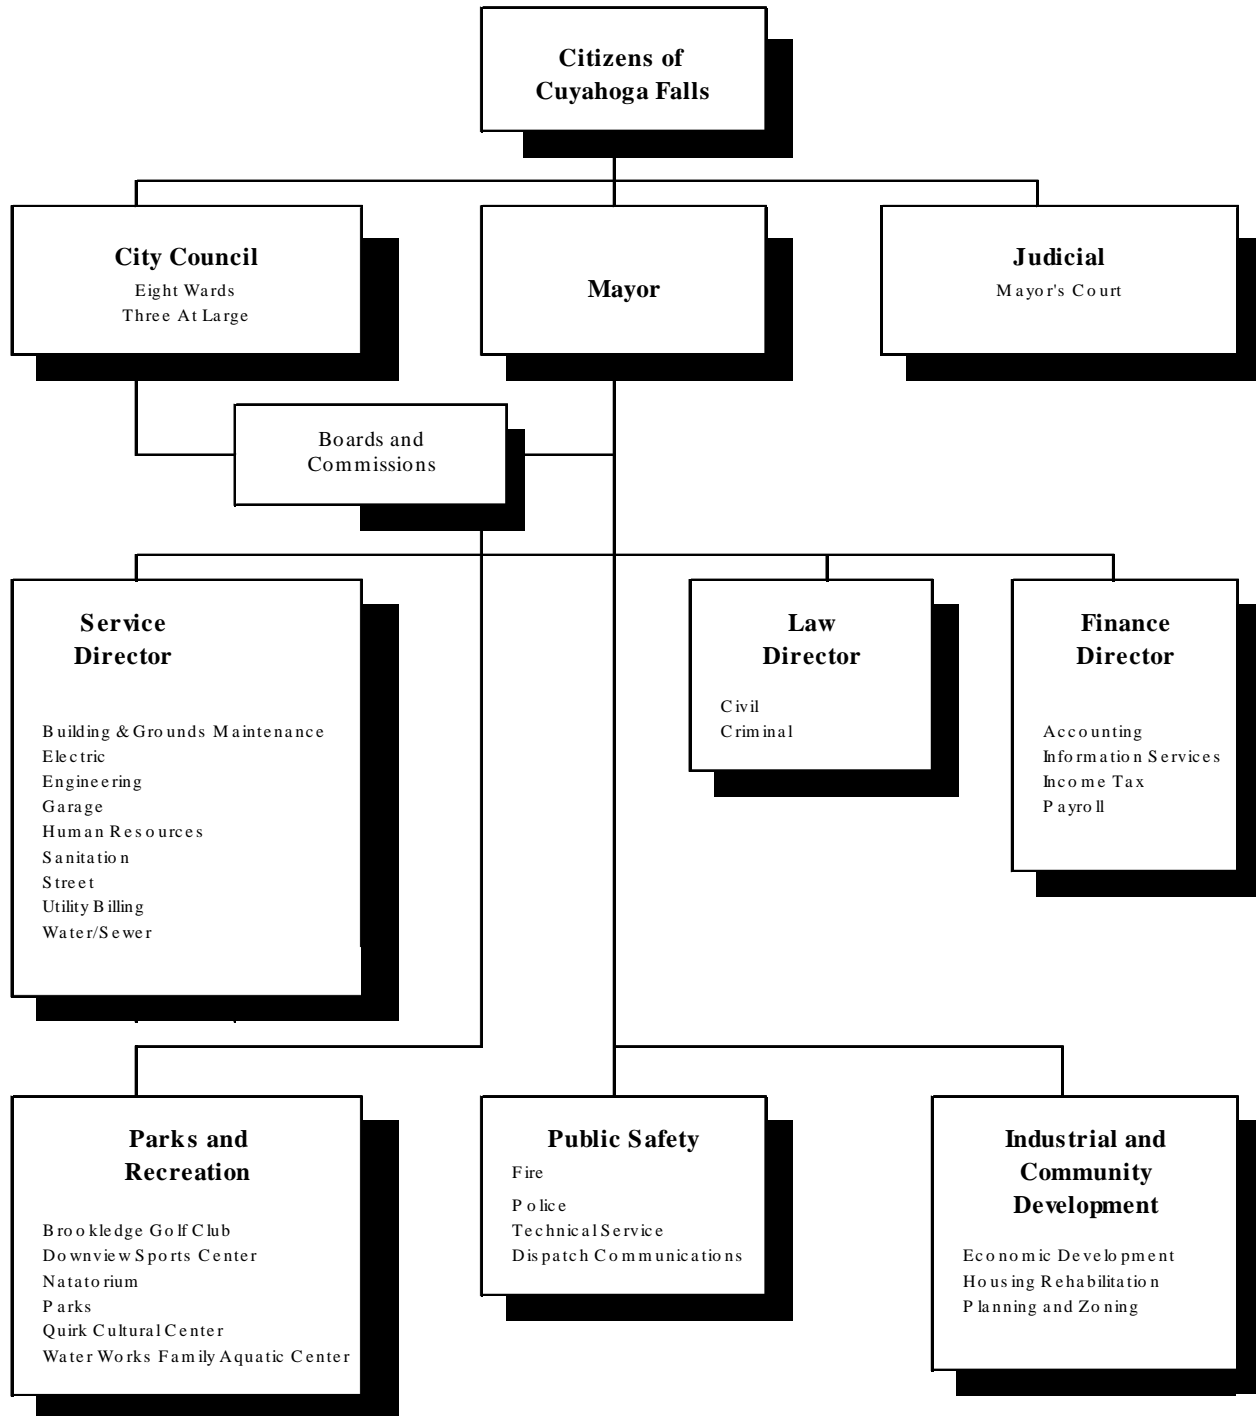 Citizens of
Cuyahoga Falls
City Council
Eight Wards
Three At Large
Mayor
Judicial
Mayor's Court
Boards and
Commissions
Service
Director
Building & Grounds Maintenance
Electric
Engineering
Garage
Human Resources
Sanitation
Street
Utility Billing
Water/Sewer
Law
Director
Civil
Criminal
Finance
Director
Accounting
Information Services
Income Tax
Payroll
Parks and
Recreation
Brookledge Golf Club
Downview Sports Center
Natatorium
Parks
Quirk Cultural Center
Water Works Family Aquatic Center
Public Safety
Fire
Police
Technical Service
Dispatch Communications
Industrial and
Community
Development
Economic Development
Housing Rehabilitation
Planning and Zoning